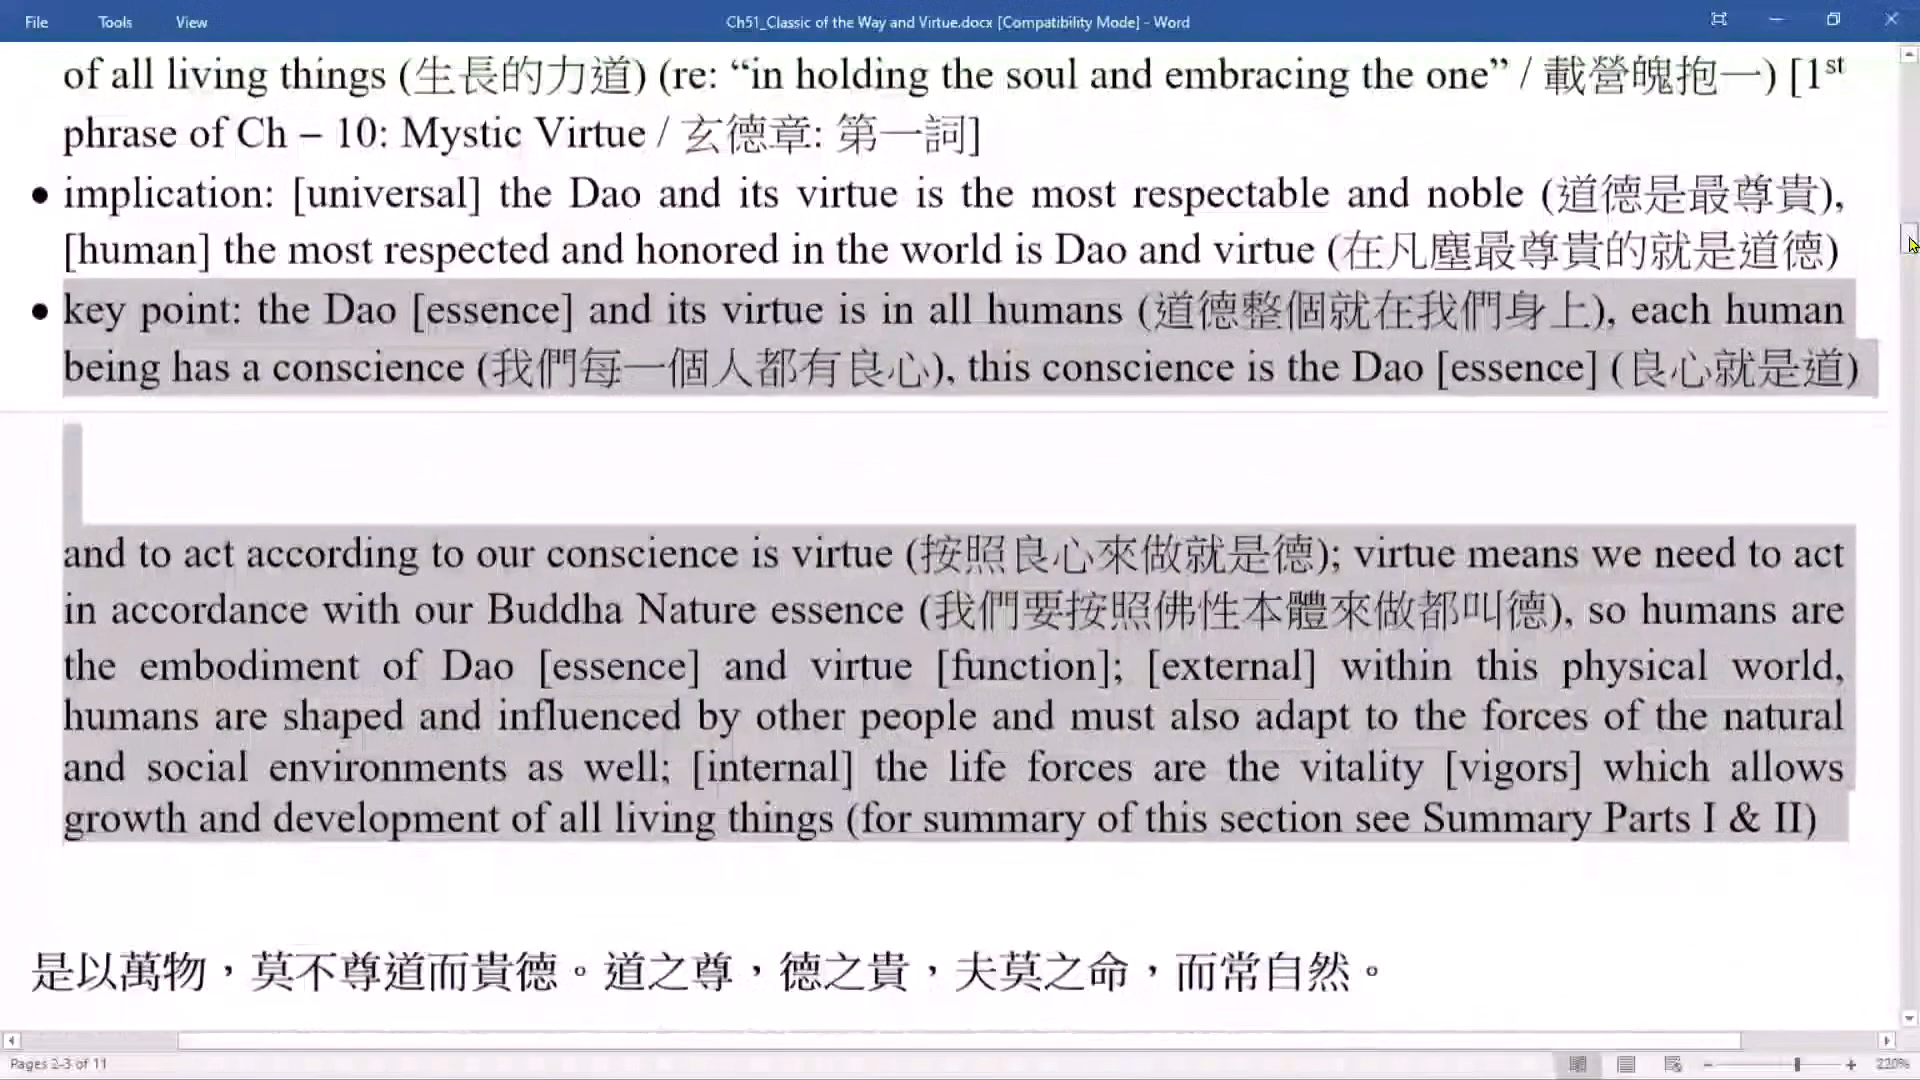 File Tools View Ch51_Classic of the Way and Virtue.docx [Compatibility Mode] - Word
of all living things (生長的力道) (re: “in holding the soul and embracing the one” / 載營魄抱一) [1st
phrase of Ch – 10: Mystic Virtue / 玄德章: 第一詞]
● implication: [universal] the Dao and its virtue is the most respectable and noble (道德是最尊貴),
[human] the most respected and honored in the world is Dao and virtue (在凡塵最尊貴的就是道德)
● key point: the Dao [essence] and its virtue is in all humans (道德整個就在我們身上), each human
being has a conscience (我們每一個人都有良心), this conscience is the Dao [essence] (良心就是道)
and to act according to our conscience is virtue (按照良心來做就是德); virtue means we need to act
in accordance with our Buddha Nature essence (我們要按照佛性本體來做都叫德), so humans are
the embodiment of Dao [essence] and virtue [function]; [external] within this physical world,
humans are shaped and influenced by other people and must also adapt to the forces of the natural
and social environments as well; [internal] the life forces are the vitality [vigors] which allows
growth and development of all living things (for summary of this section see Summary Parts I & II)
是以萬物，莫不尊道而貴德。道之尊，德之貴，夫莫之命，而常自然。
Pages 2-3 of 11 220%